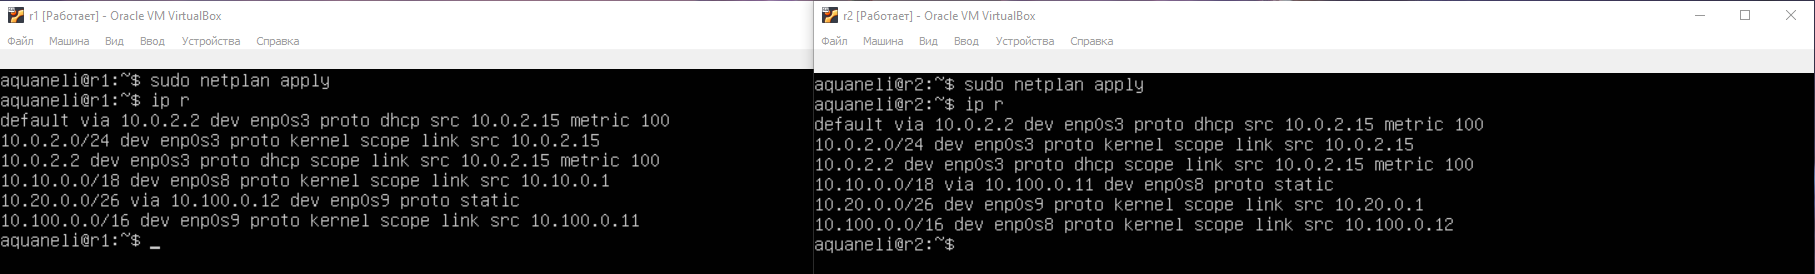 r1 [Работает] - Oracle VM VirtualBox
Файл Машина Вид Ввод Устройства Справка
aquaneli@r1:~$ sudo netplan apply
aquaneli@r1:~$ ip r
default via 10.0.2.2 dev enp0s3 proto dhcp src 10.0.2.15 metric 100
10.0.2.0/24 dev enp0s3 proto kernel scope link src 10.0.2.15
10.0.2.2 dev enp0s3 proto dhcp scope link src 10.0.2.15 metric 100
10.10.0.0/18 dev enp0s8 proto kernel scope link src 10.10.0.1
10.20.0.0/26 via 10.100.0.12 dev enp0s9 proto static
10.100.0.0/16 dev enp0s9 proto kernel scope link src 10.100.0.11
aquaneli@r1:~$ _
r2 [Работает] - Oracle VM VirtualBox
Файл Машина Вид Ввод Устройства Справка
aquaneli@r2:~$ sudo netplan apply
aquaneli@r2:~$ ip r
default via 10.0.2.2 dev enp0s3 proto dhcp src 10.0.2.15 metric 100
10.0.2.0/24 dev enp0s3 proto kernel scope link src 10.0.2.15
10.0.2.2 dev enp0s3 proto dhcp scope link src 10.0.2.15 metric 100
10.10.0.0/18 via 10.100.0.11 dev enp0s8 proto static
10.20.0.0/26 dev enp0s9 proto kernel scope link src 10.20.0.1
10.100.0.0/16 dev enp0s8 proto kernel scope link src 10.100.0.12
aquaneli@r2:~$